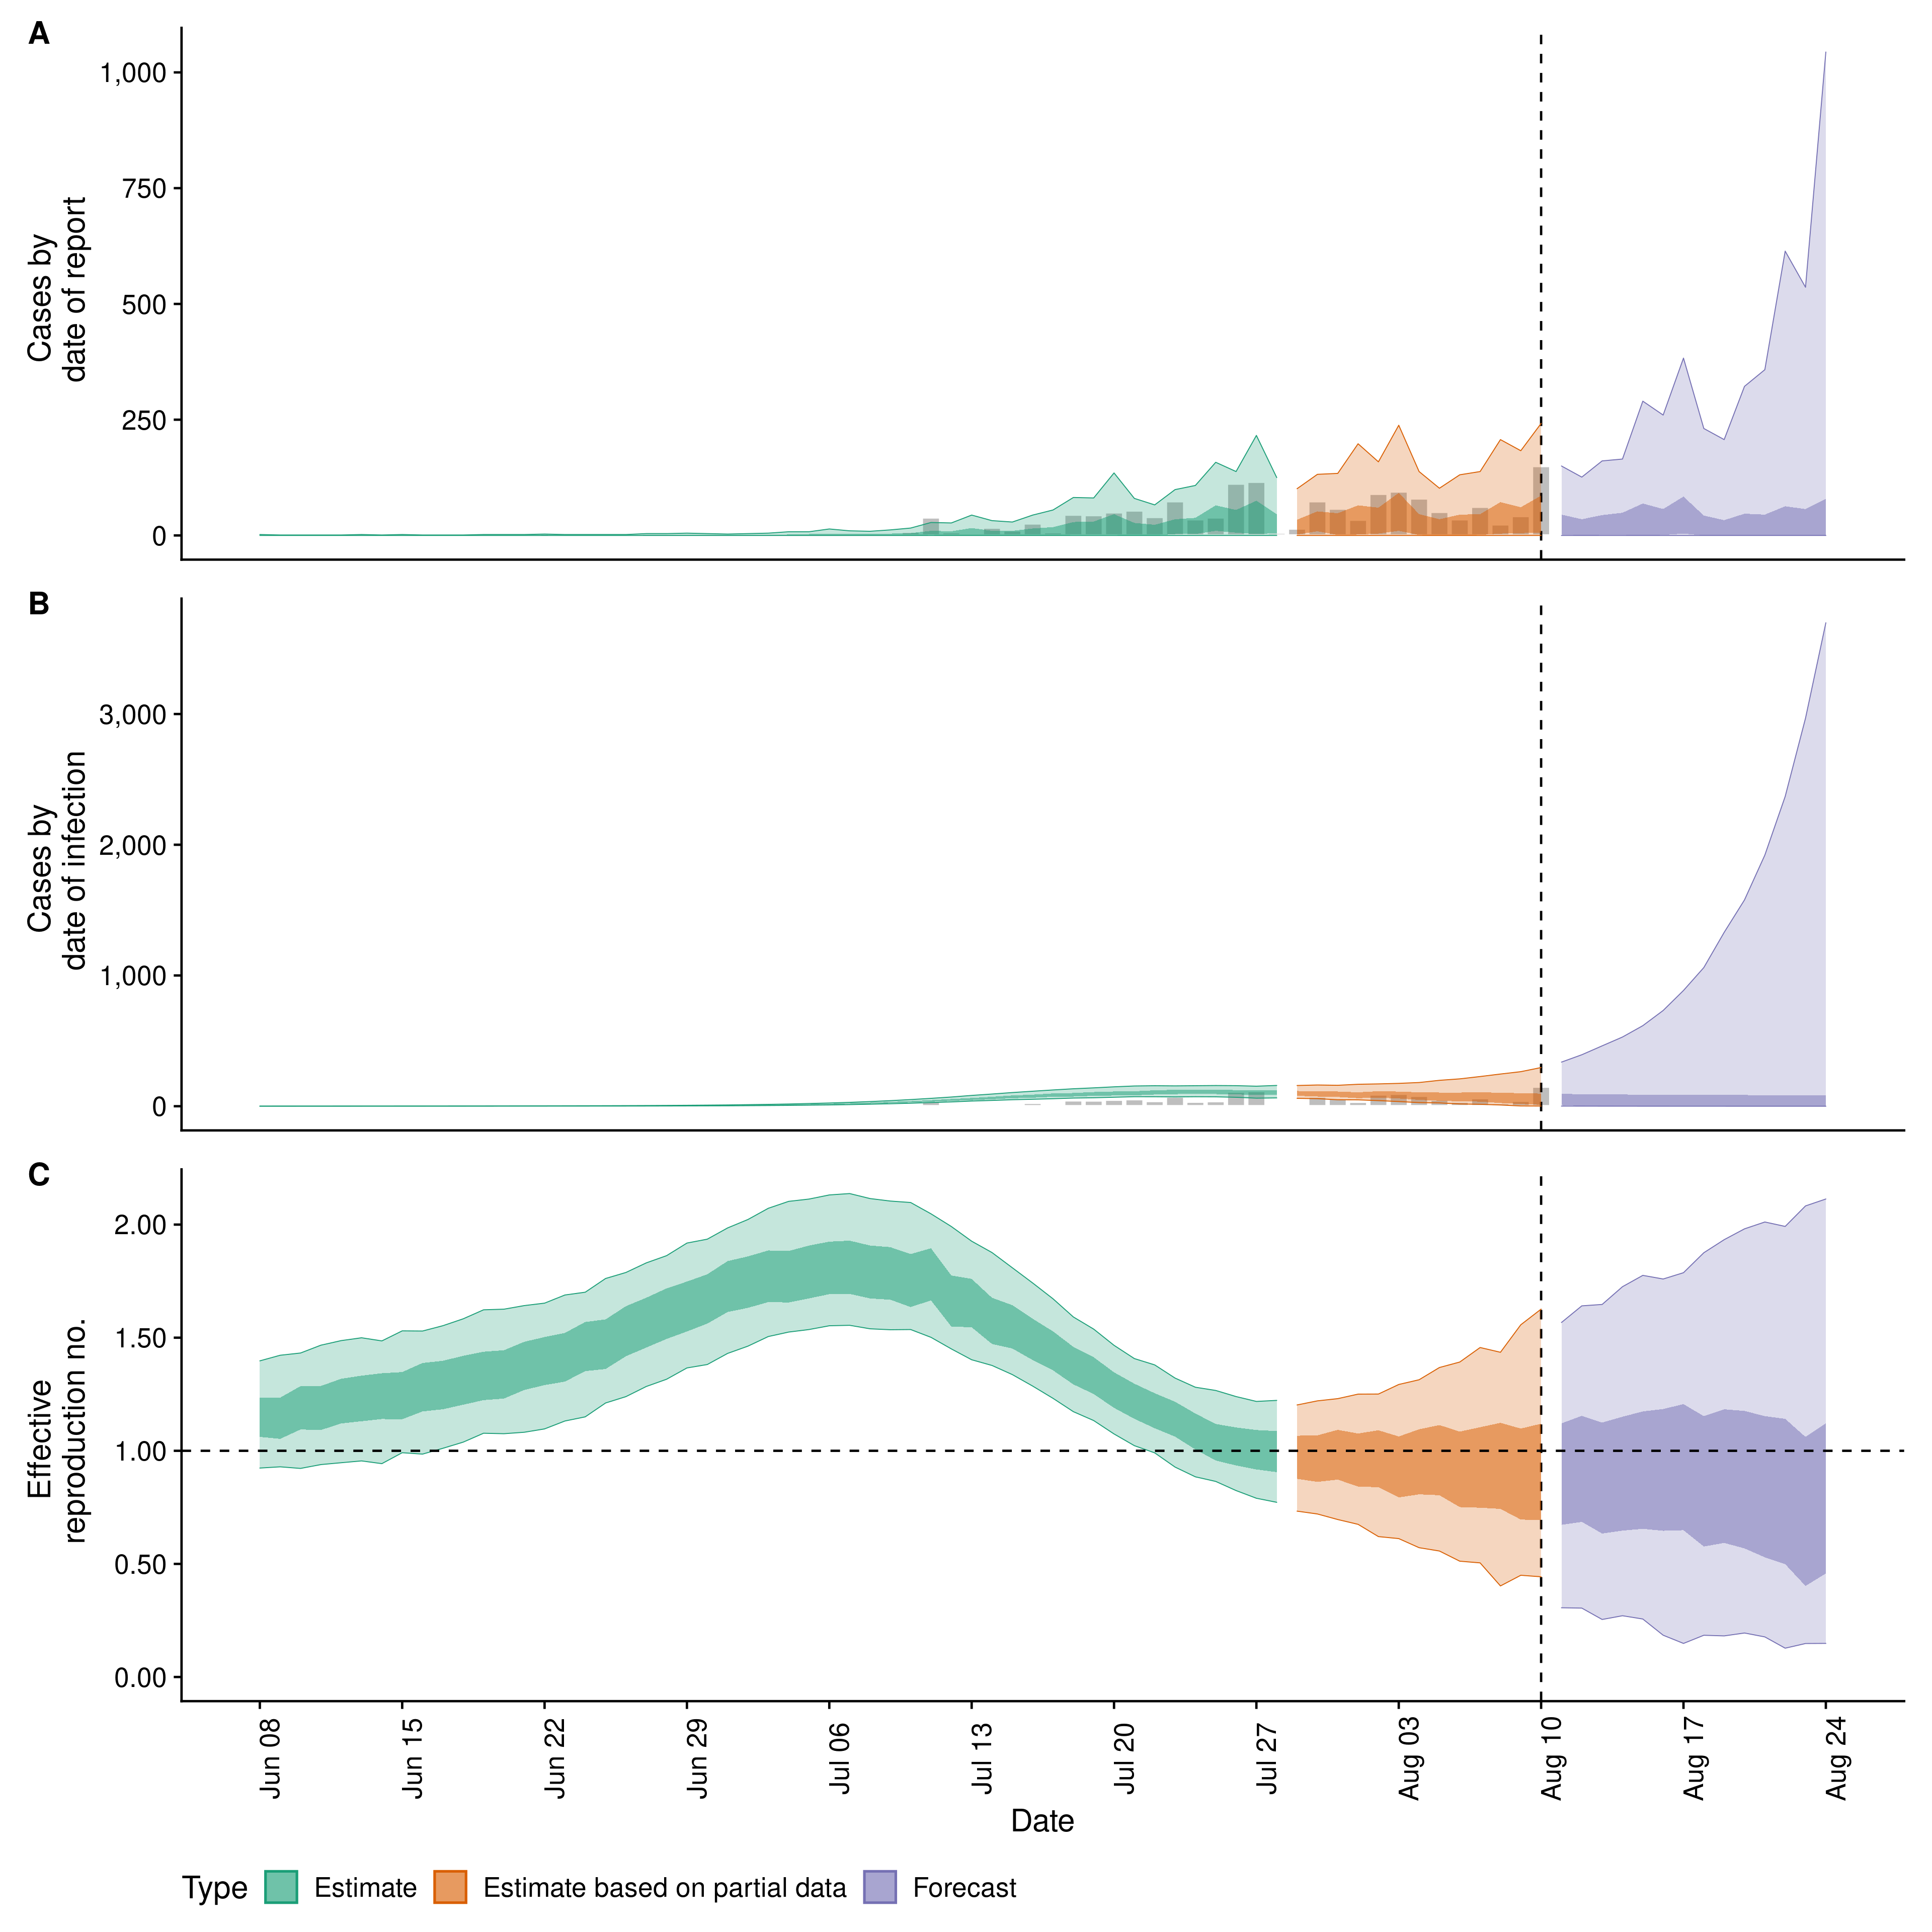 A
Cases by
date of report
1,000
750
500
250
0
B
Cases by
date of infection
3,000
2,000
1,000
0
C
Effective
reproduction no.
2.00
1.50
1.00
0.50
0.00
Jun 08
Jun 15
Jun 22
Jun 29
Jul 06
Jul 13
Jul 20
Jul 27
Aug 03
Aug 10
Aug 17
Aug 24
Date
Type Estimate Estimate based on partial data Forecast